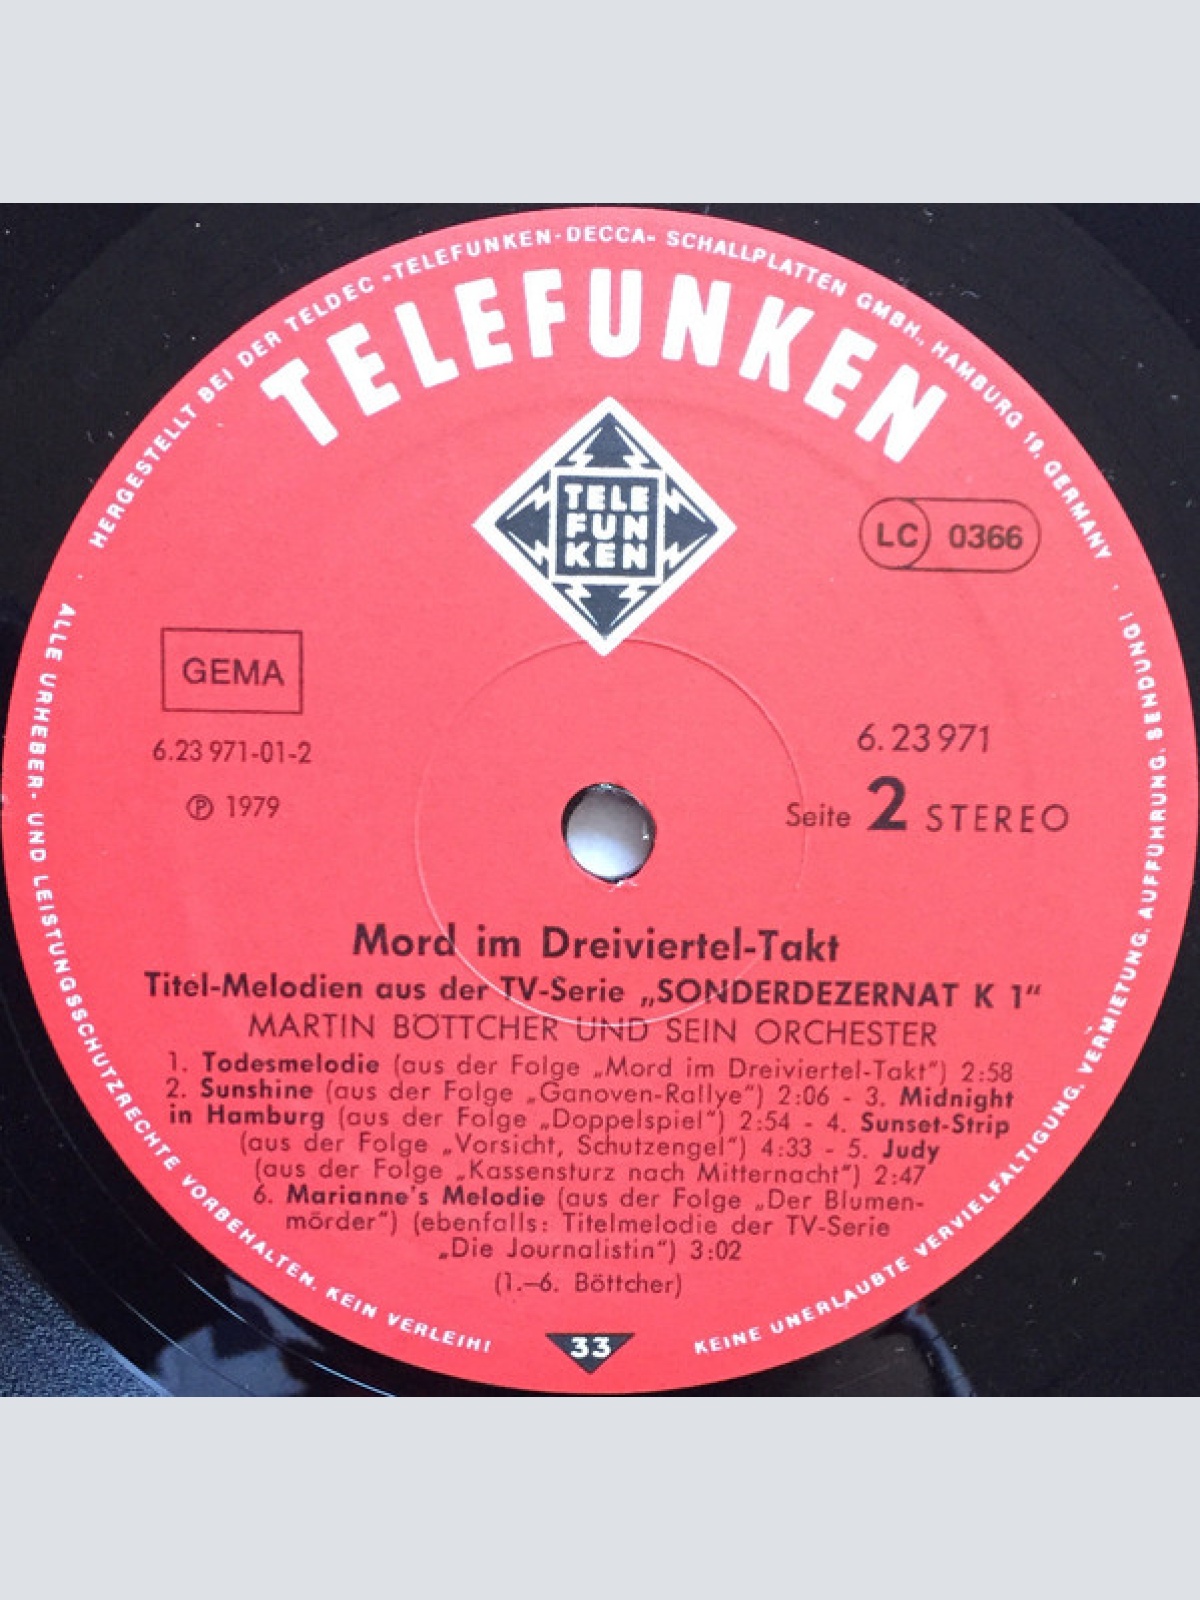 HERGESTELLT BEI DER TELDEC »TELEFUNKEN-DECCA« SCHALLPLATTEN GMBH., HAMBURG 19, GERMANY
TELEFUNKEN
TELE
FUN
KEN
LC 0366
GEMA
6.23 971-01-2
℗ 1979
6.23971
Seite 2 STEREO
Mord im Dreiviertel-Takt
Titel-Melodien aus der TV-Serie „SONDERDEZERNAT K 1“
MARTIN BÖTTCHER UND SEIN ORCHESTER
1. Todesmelodie (aus der Folge „Mord im Dreiviertel-Takt“) 2:58
2. Sunshine (aus der Folge „Ganoven-Rallye“) 2:06 - 3. Midnight
in Hamburg (aus der Folge „Doppelspiel“) 2:54 - 4. Sunset-Strip
(aus der Folge „Vorsicht, Schutzengel“) 4:33 - 5. Judy
(aus der Folge „Kassensturz nach Mitternacht“) 2:47
6. Marianne's Melodie (aus der Folge „Der Blumen-
mörder“) (ebenfalls: Titelmelodie der TV-Serie
„Die Journalistin“) 3:02
(1.–6. Böttcher)
33
ALLE URHEBER- UND LEISTUNGSSCHUTZRECHTE VORBEHALTEN. KEIN VERLEIH!
KEINE UNERLAUBTE VERVIELFALTIGUNG, VERMIETUNG, AUFFÜHRUNG, SENDUNG!